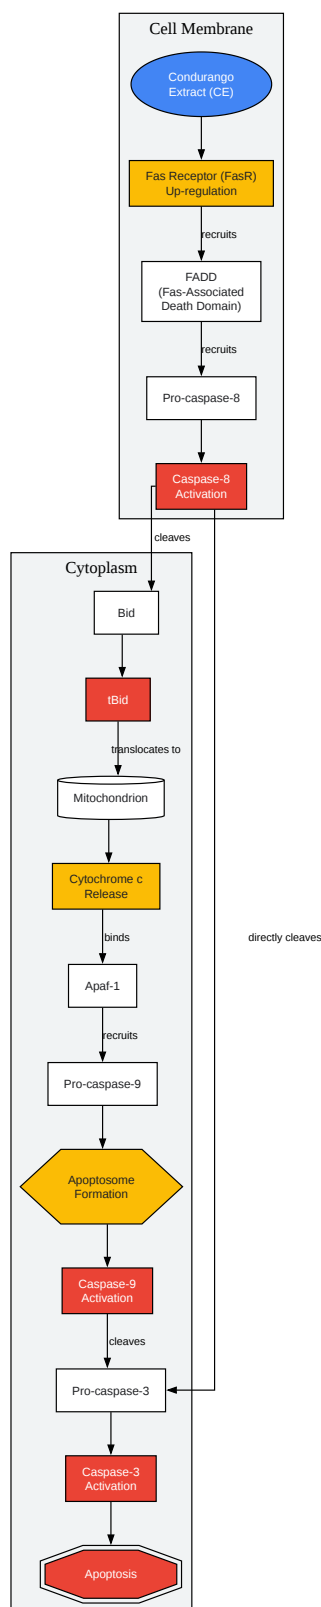 Cell Membrane
Condurango
Extract (CE)
Fas Receptor (FasR)
Up-regulation
recruits
FADD
(Fas-Associated
Death Domain)
recruits
Pro-caspase-8
Caspase-8
Activation
cleaves
Cytoplasm
Bid
tBid
translocates to
Mitochondrion
Cytochrome c
Release
binds
directly cleaves
Apaf-1
recruits
Pro-caspase-9
Apoptosome
Formation
Caspase-9
Activation
cleaves
Pro-caspase-3
Caspase-3
Activation
Apoptosis